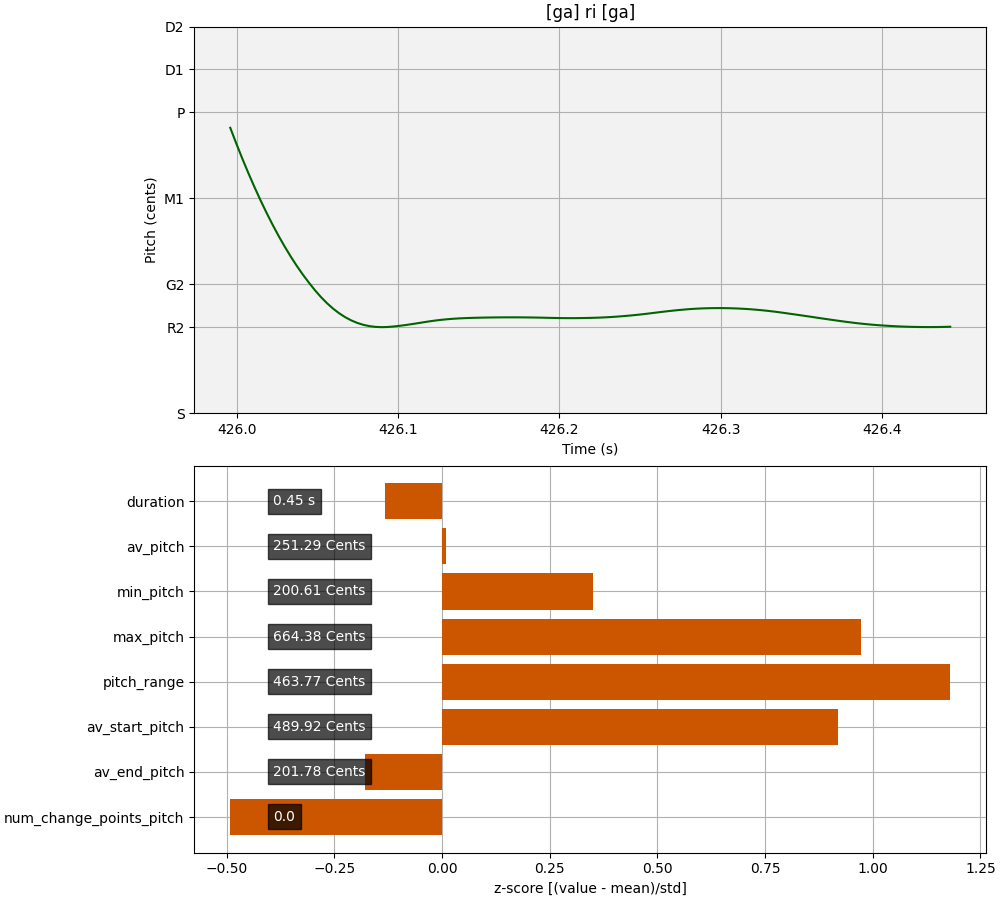 [ga] ri [ga]
D2
D1
P
M1
G2
R2
S
Pitch (cents)
426.0 426.1 426.2 426.3 426.4
Time (s)
duration 0.45 s
av_pitch 251.29 Cents
min_pitch 200.61 Cents
max_pitch 664.38 Cents
pitch_range 463.77 Cents
av_start_pitch 489.92 Cents
av_end_pitch 201.78 Cents
num_change_points_pitch 0.0
−0.50 −0.25 0.00 0.25 0.50 0.75 1.00 1.25
z-score [(value - mean)/std]